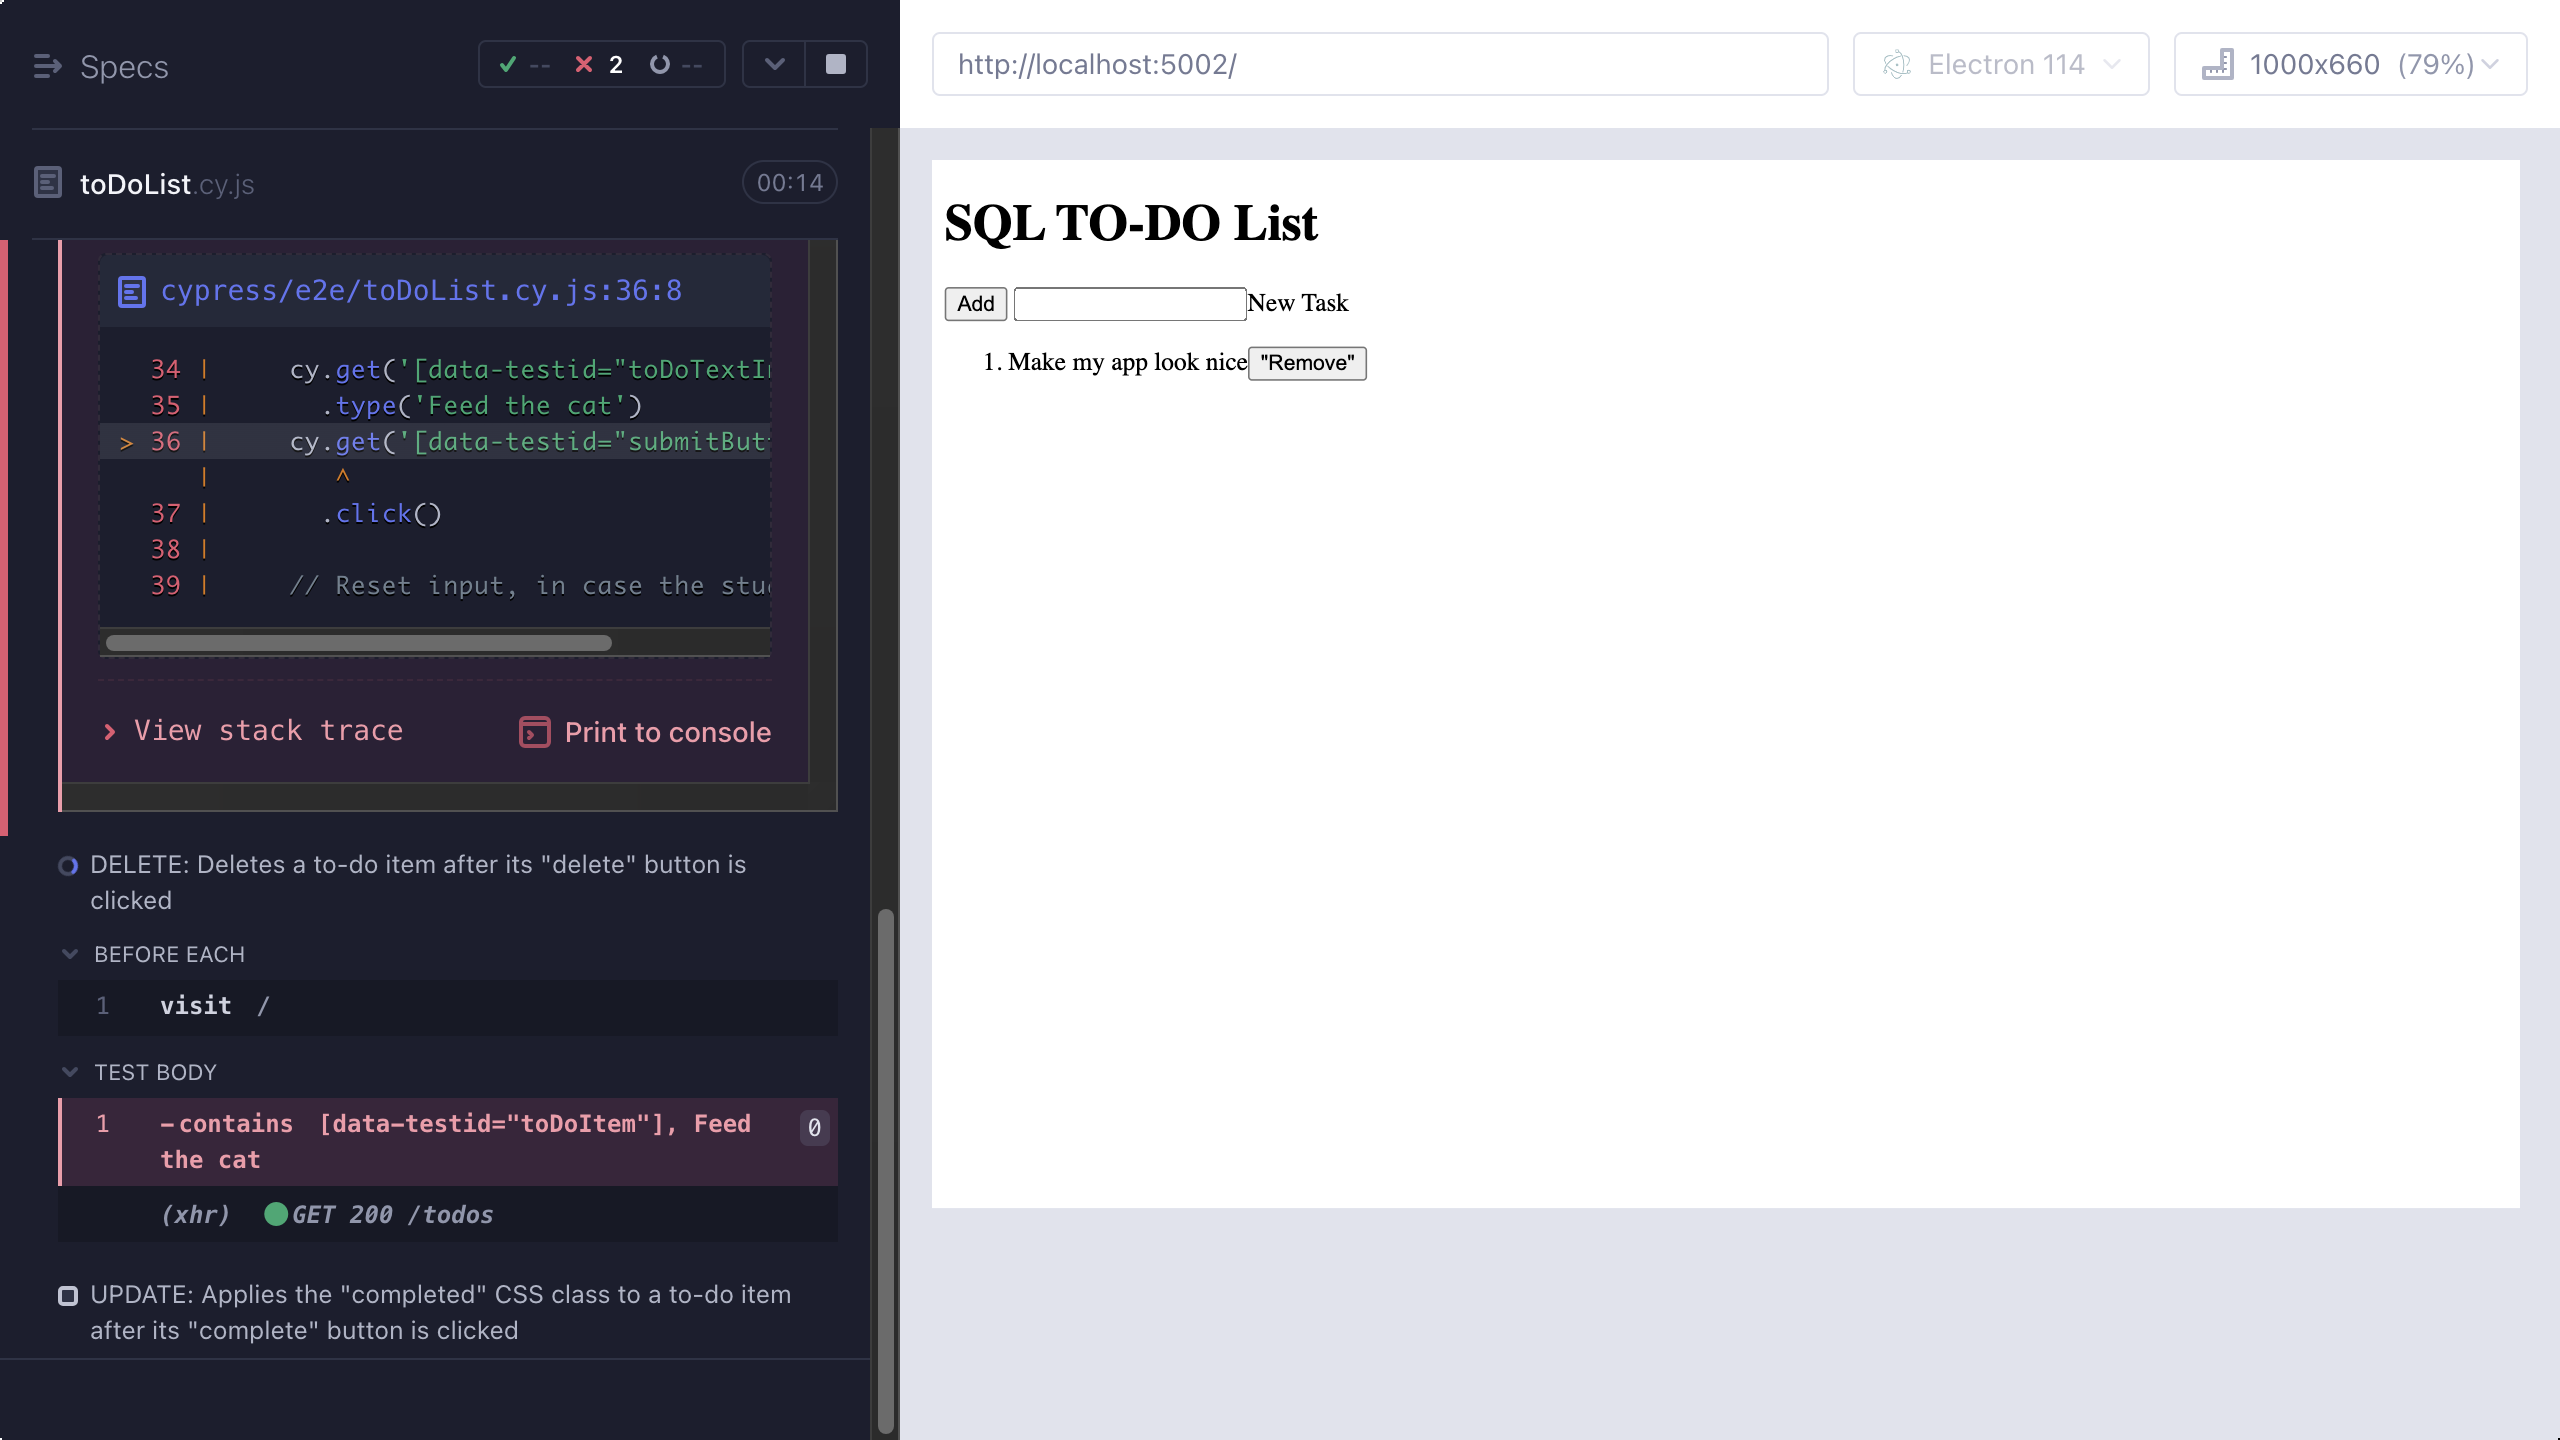 Specs
-- 2 --
toDoList.cy.js 00:14
cypress/e2e/toDoList.cy.js:36:8
34 | cy.get('[data-testid="toDoTextI
35 | .type('Feed the cat')
> 36 | cy.get('[data-testid="submitBut
| ^
37 | .click()
38 |
39 | // Reset input, in case the stu
View stack trace Print to console
DELETE: Deletes a to-do item after its "delete" button is
clicked
BEFORE EACH
1 visit /
TEST BODY
1 -contains [data-testid="toDoItem"], Feed 0
the cat
(xhr) GET 200 /todos
UPDATE: Applies the "completed" CSS class to a to-do item
after its "complete" button is clicked
http://localhost:5002/ Electron 114 1000x660 (79%)
SQL TO-DO List
Add New Task
1. Make my app look nice "Remove"